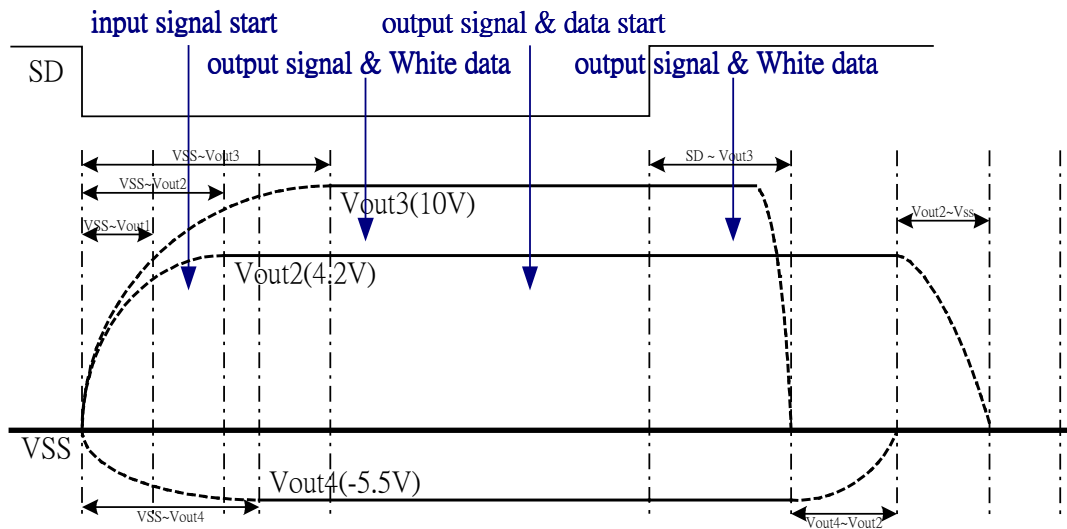 input signal start
output signal & data start
SD
output signal & White data
output signal & White data
VSS~Vout3
SD ~ Vout3
VSS~Vout2
Vout3(10V)
VSS~Vout1
Vout2~Vss
Vout2(4.2V)
VSS
Vout4(-5.5V)
VSS~Vout4
Vout4~Vout2